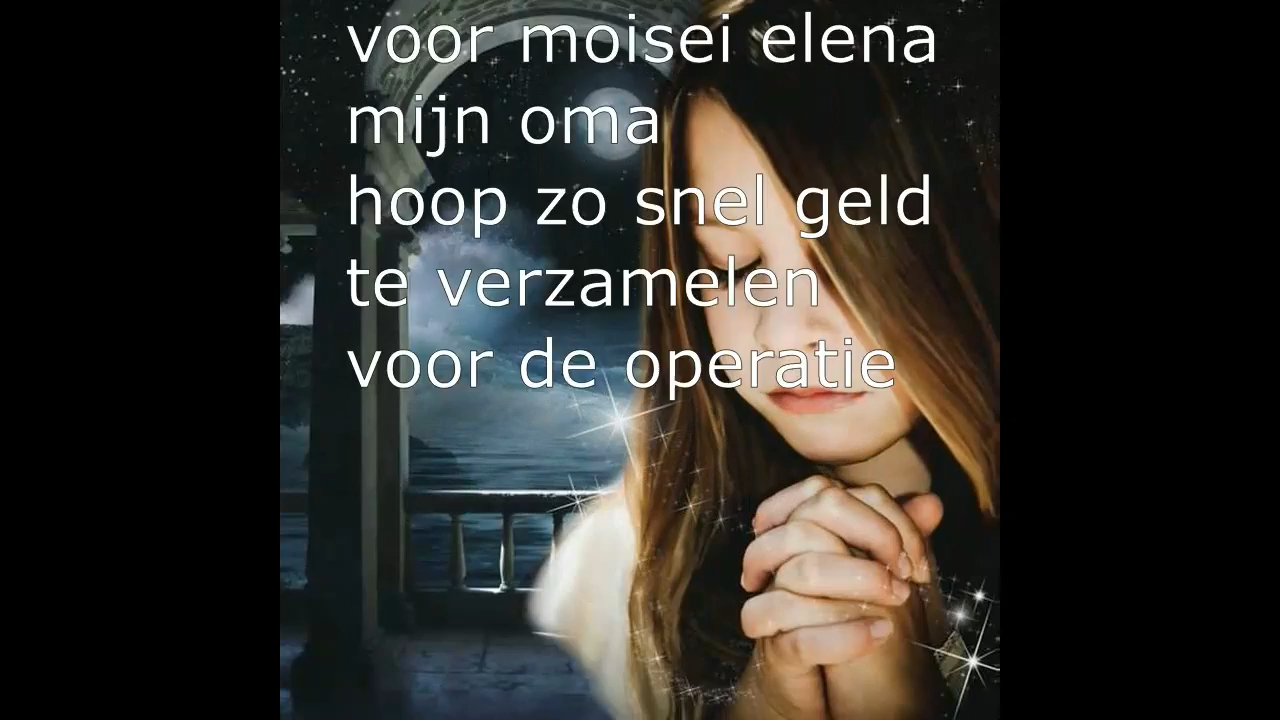 voor moisei elena
mijn oma
hoop zo snel geld
te verzamelen
voor de operatie